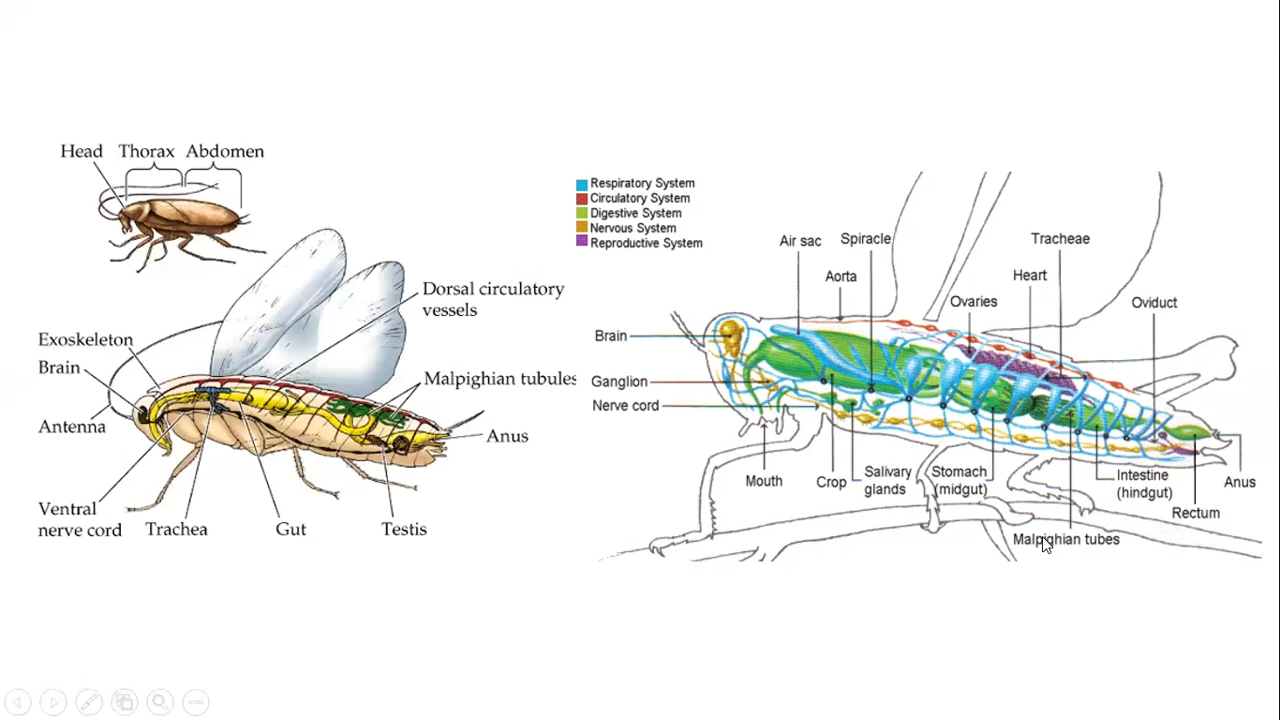 Head Thorax Abdomen
Dorsal circulatory
vessels
Exoskeleton
Brain
Malpighian tubules
Antenna
Anus
Ventral
nerve cord
Trachea
Gut
Testis
Respiratory System
Circulatory System
Digestive System
Nervous System
Reproductive System
Air sac
Spiracle
Tracheae
Aorta
Heart
Ovaries
Oviduct
Brain
Ganglion
Nerve cord
Mouth
Crop
Salivary
glands
Stomach
(midgut)
Intestine
(hindgut)
Anus
Rectum
Malpighian tubes